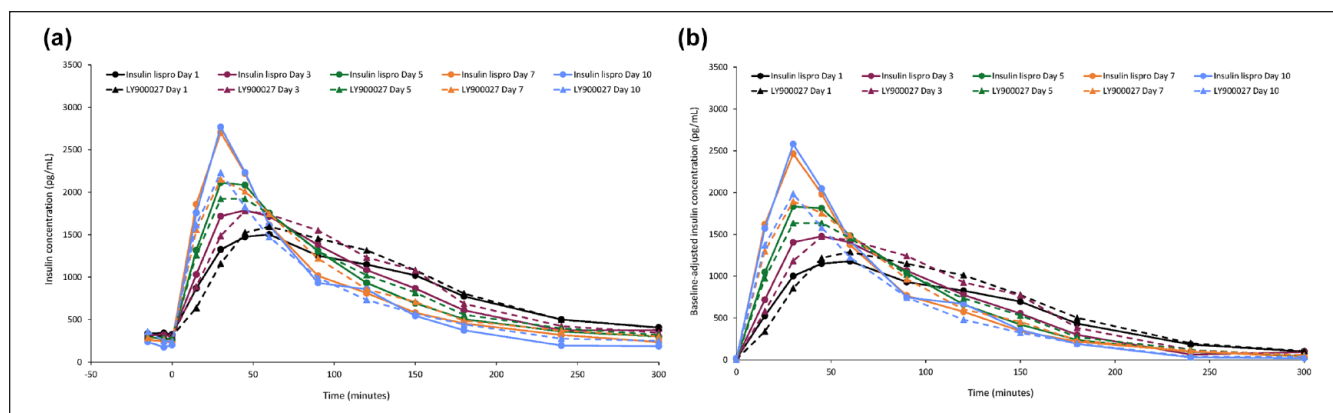 (a)
Insulin lispro Day 1 Insulin lispro Day 3 Insulin lispro Day 5 Insulin lispro Day 7 Insulin lispro Day 10
LY900027 Day 1 LY900027 Day 3 LY900027 Day 5 LY900027 Day 7 LY900027 Day 10
Insulin concentration (pg/mL)
3500
3000
2500
2000
1500
1000
500
0
-50 0 50 100 150 200 250 300
Time (minutes)
(b)
Insulin lispro Day 1 Insulin lispro Day 3 Insulin lispro Day 5 Insulin lispro Day 7 Insulin lispro Day 10
LY900027 Day 1 LY900027 Day 3 LY900027 Day 5 LY900027 Day 7 LY900027 Day 10
Baseline-adjusted insulin concentration (pg/mL)
3500
3000
2500
2000
1500
1000
500
0
0 50 100 150 200 250 300
Time (minutes)